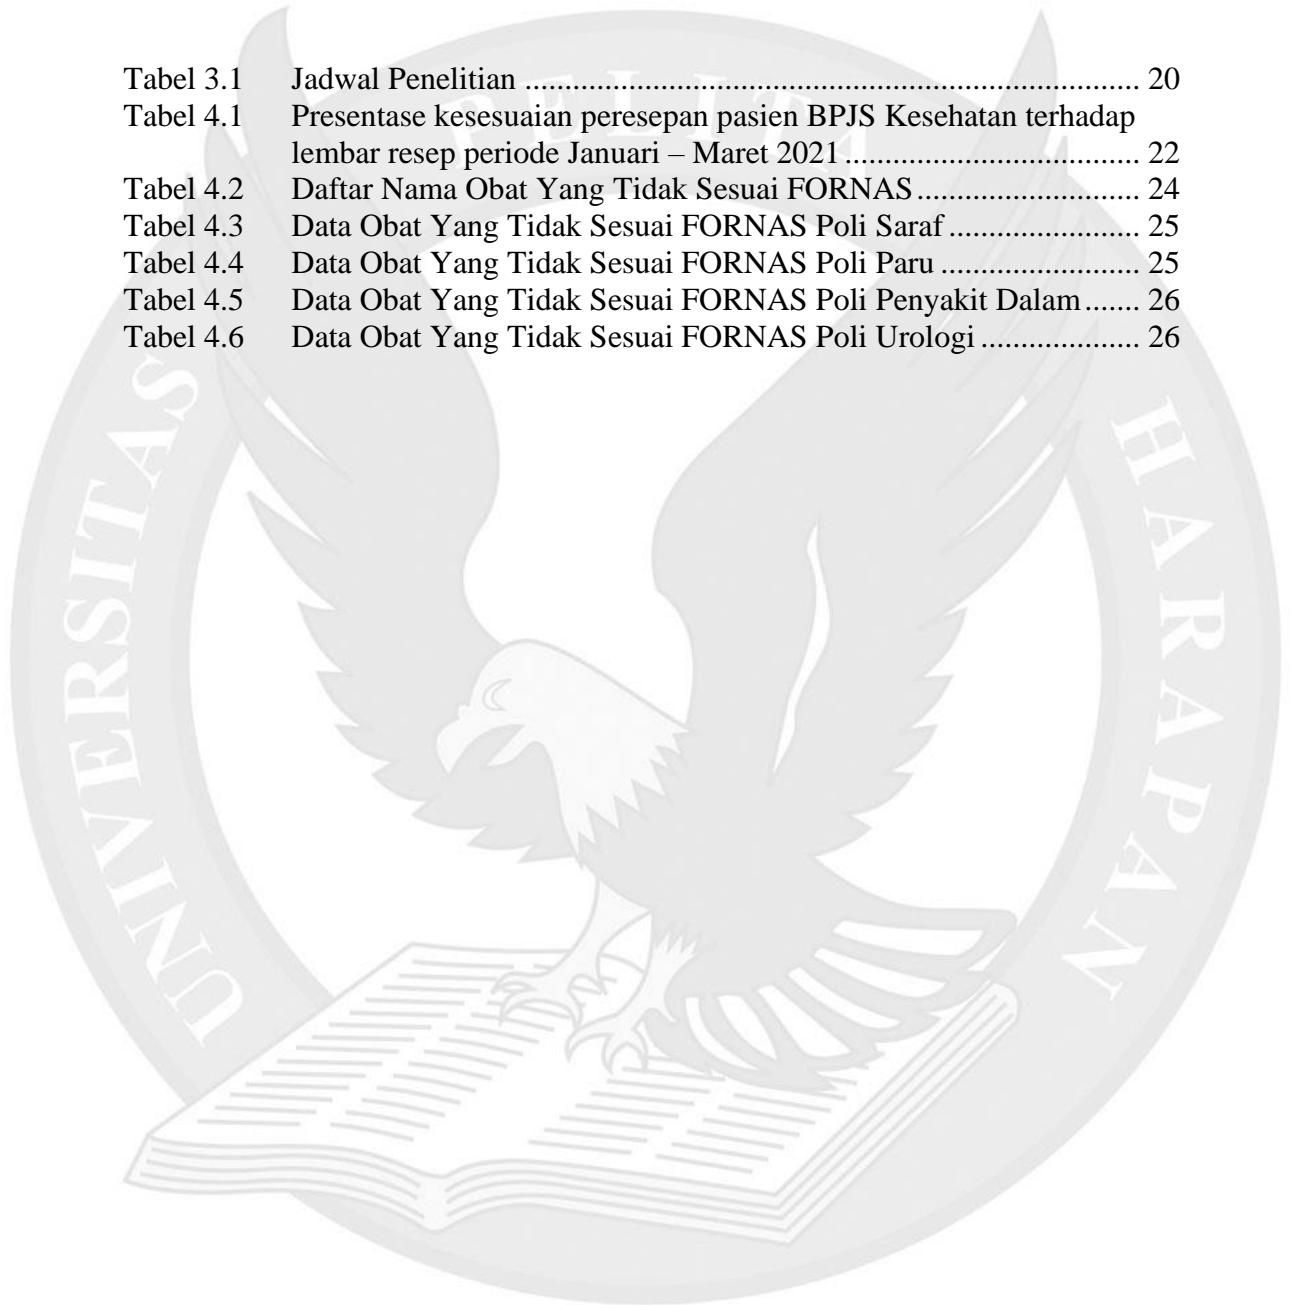 Tabel 3.1 Jadwal Penelitian ............................................................................. 20
Tabel 4.1 Presentase kesesuaian peresepan pasien BPJS Kesehatan terhadap
lembar resep periode Januari – Maret 2021 ..................................... 22
Tabel 4.2 Daftar Nama Obat Yang Tidak Sesuai FORNAS ............................ 24
Tabel 4.3 Data Obat Yang Tidak Sesuai FORNAS Poli Saraf ........................ 25
Tabel 4.4 Data Obat Yang Tidak Sesuai FORNAS Poli Paru ......................... 25
Tabel 4.5 Data Obat Yang Tidak Sesuai FORNAS Poli Penyakit Dalam ....... 26
Tabel 4.6 Data Obat Yang Tidak Sesuai FORNAS Poli Urologi .................... 26
UNIVERSITAS
PELITA
HARAPAN